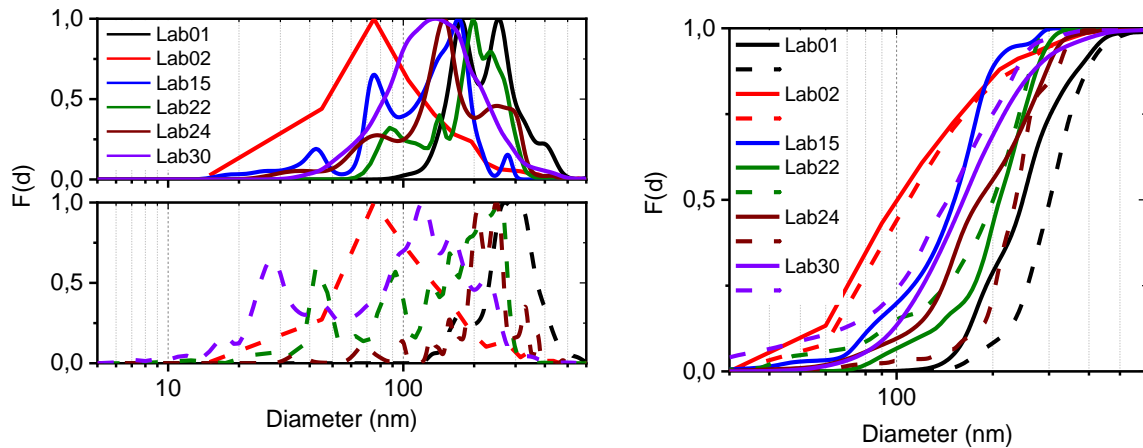 1,0
Lab01
Lab02
Lab15
Lab22
Lab24
Lab30
0,5
0,0
F(d)
1,0
0,5
0,0
10
100
Diameter (nm)
1,0
Lab01
Lab02
Lab15
Lab22
Lab24
Lab30
0,5
0,0
F(d)
100
Diameter (nm)